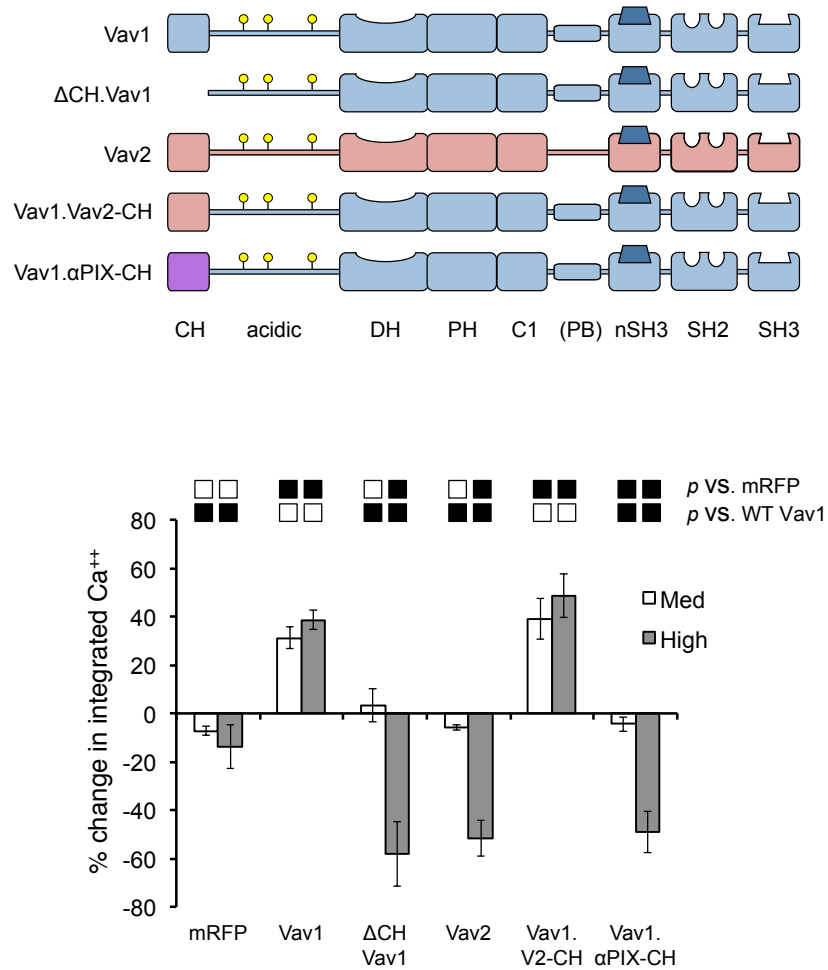 Vav1
ΔCH.Vav1
Vav2
Vav1.Vav2-CH
Vav1.αPIX-CH
CH acidic DH PH C1 (PB) nSH3 SH2 SH3
p vs. mRFP
p vs. WT Vav1
% change in integrated Ca++
80
60
40
20
0
-20
-40
-60
-80
Med
High
mRFP Vav1 ΔCH Vav2 Vav1. Vav1.
Vav1 V2-CH αPIX-CH